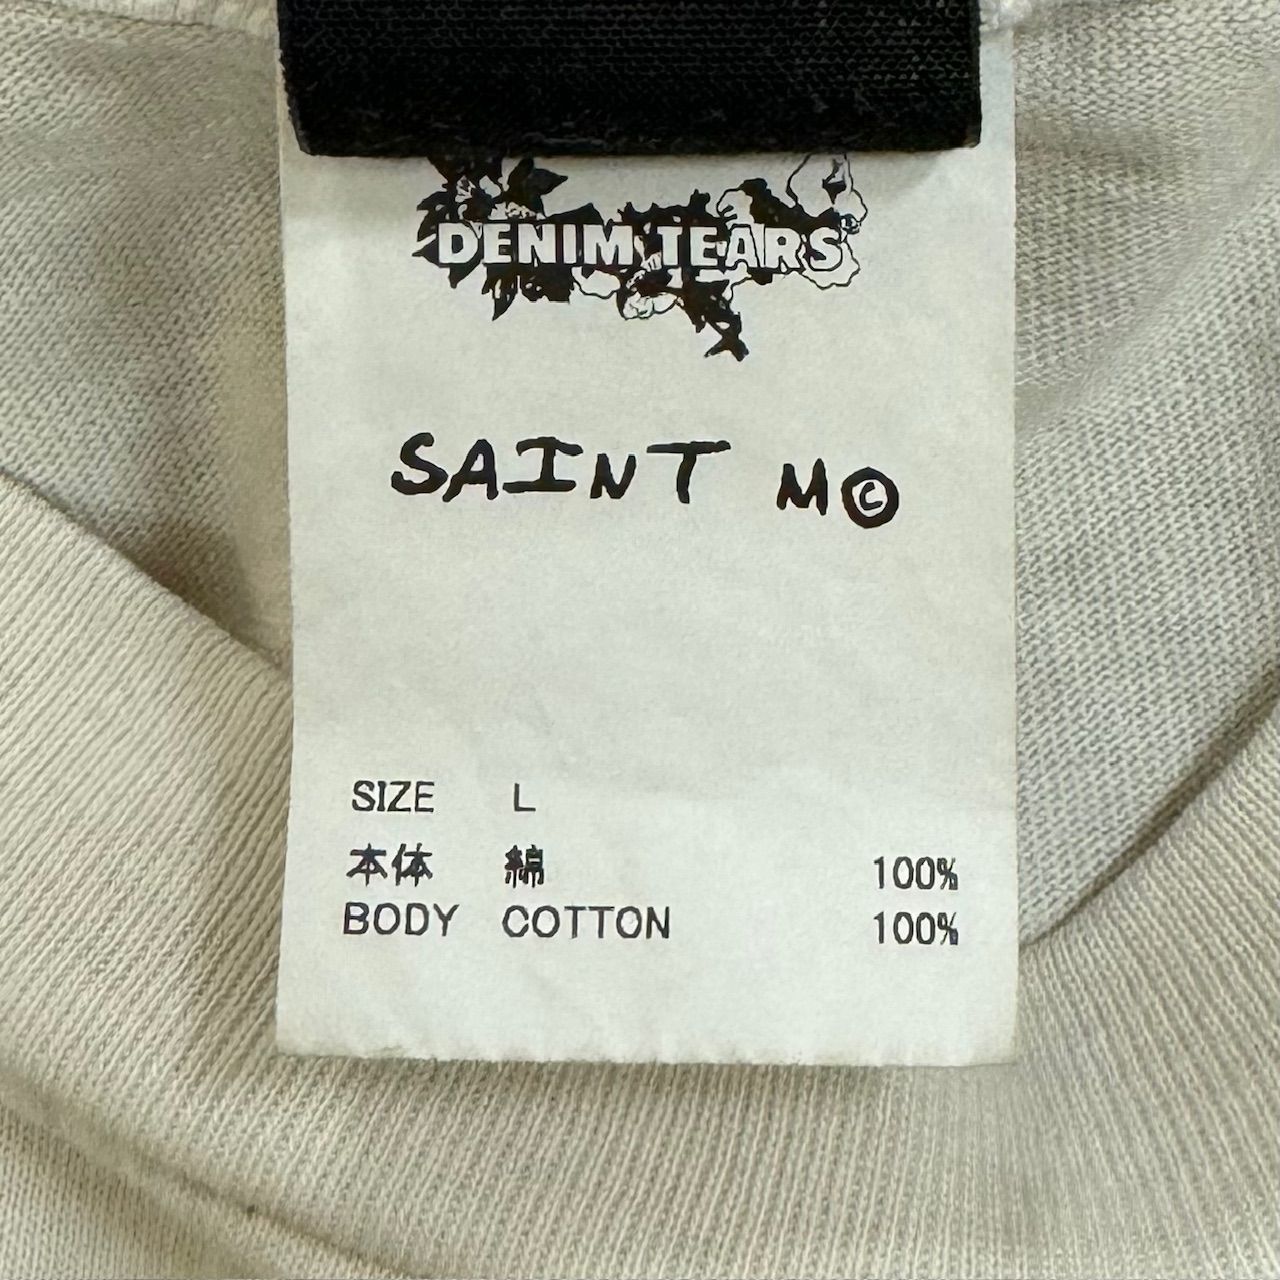 DENIM TEARS
SAINT M©
SIZE L
本体 綿 100%
BODY COTTON 100%